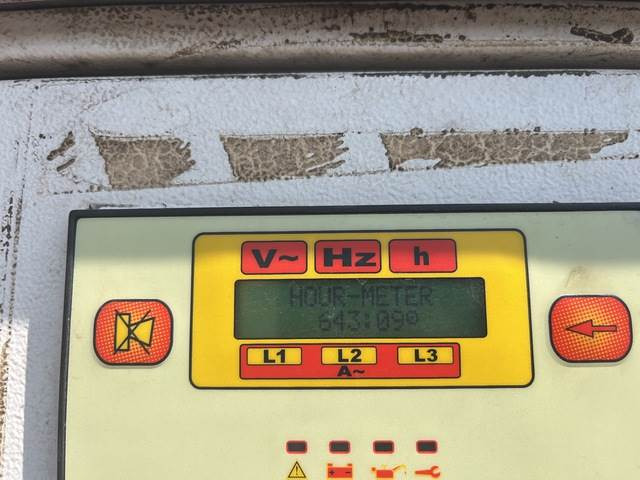 V~ Hz h
HOUR-METER
643:09
L1 L2 L3
A~